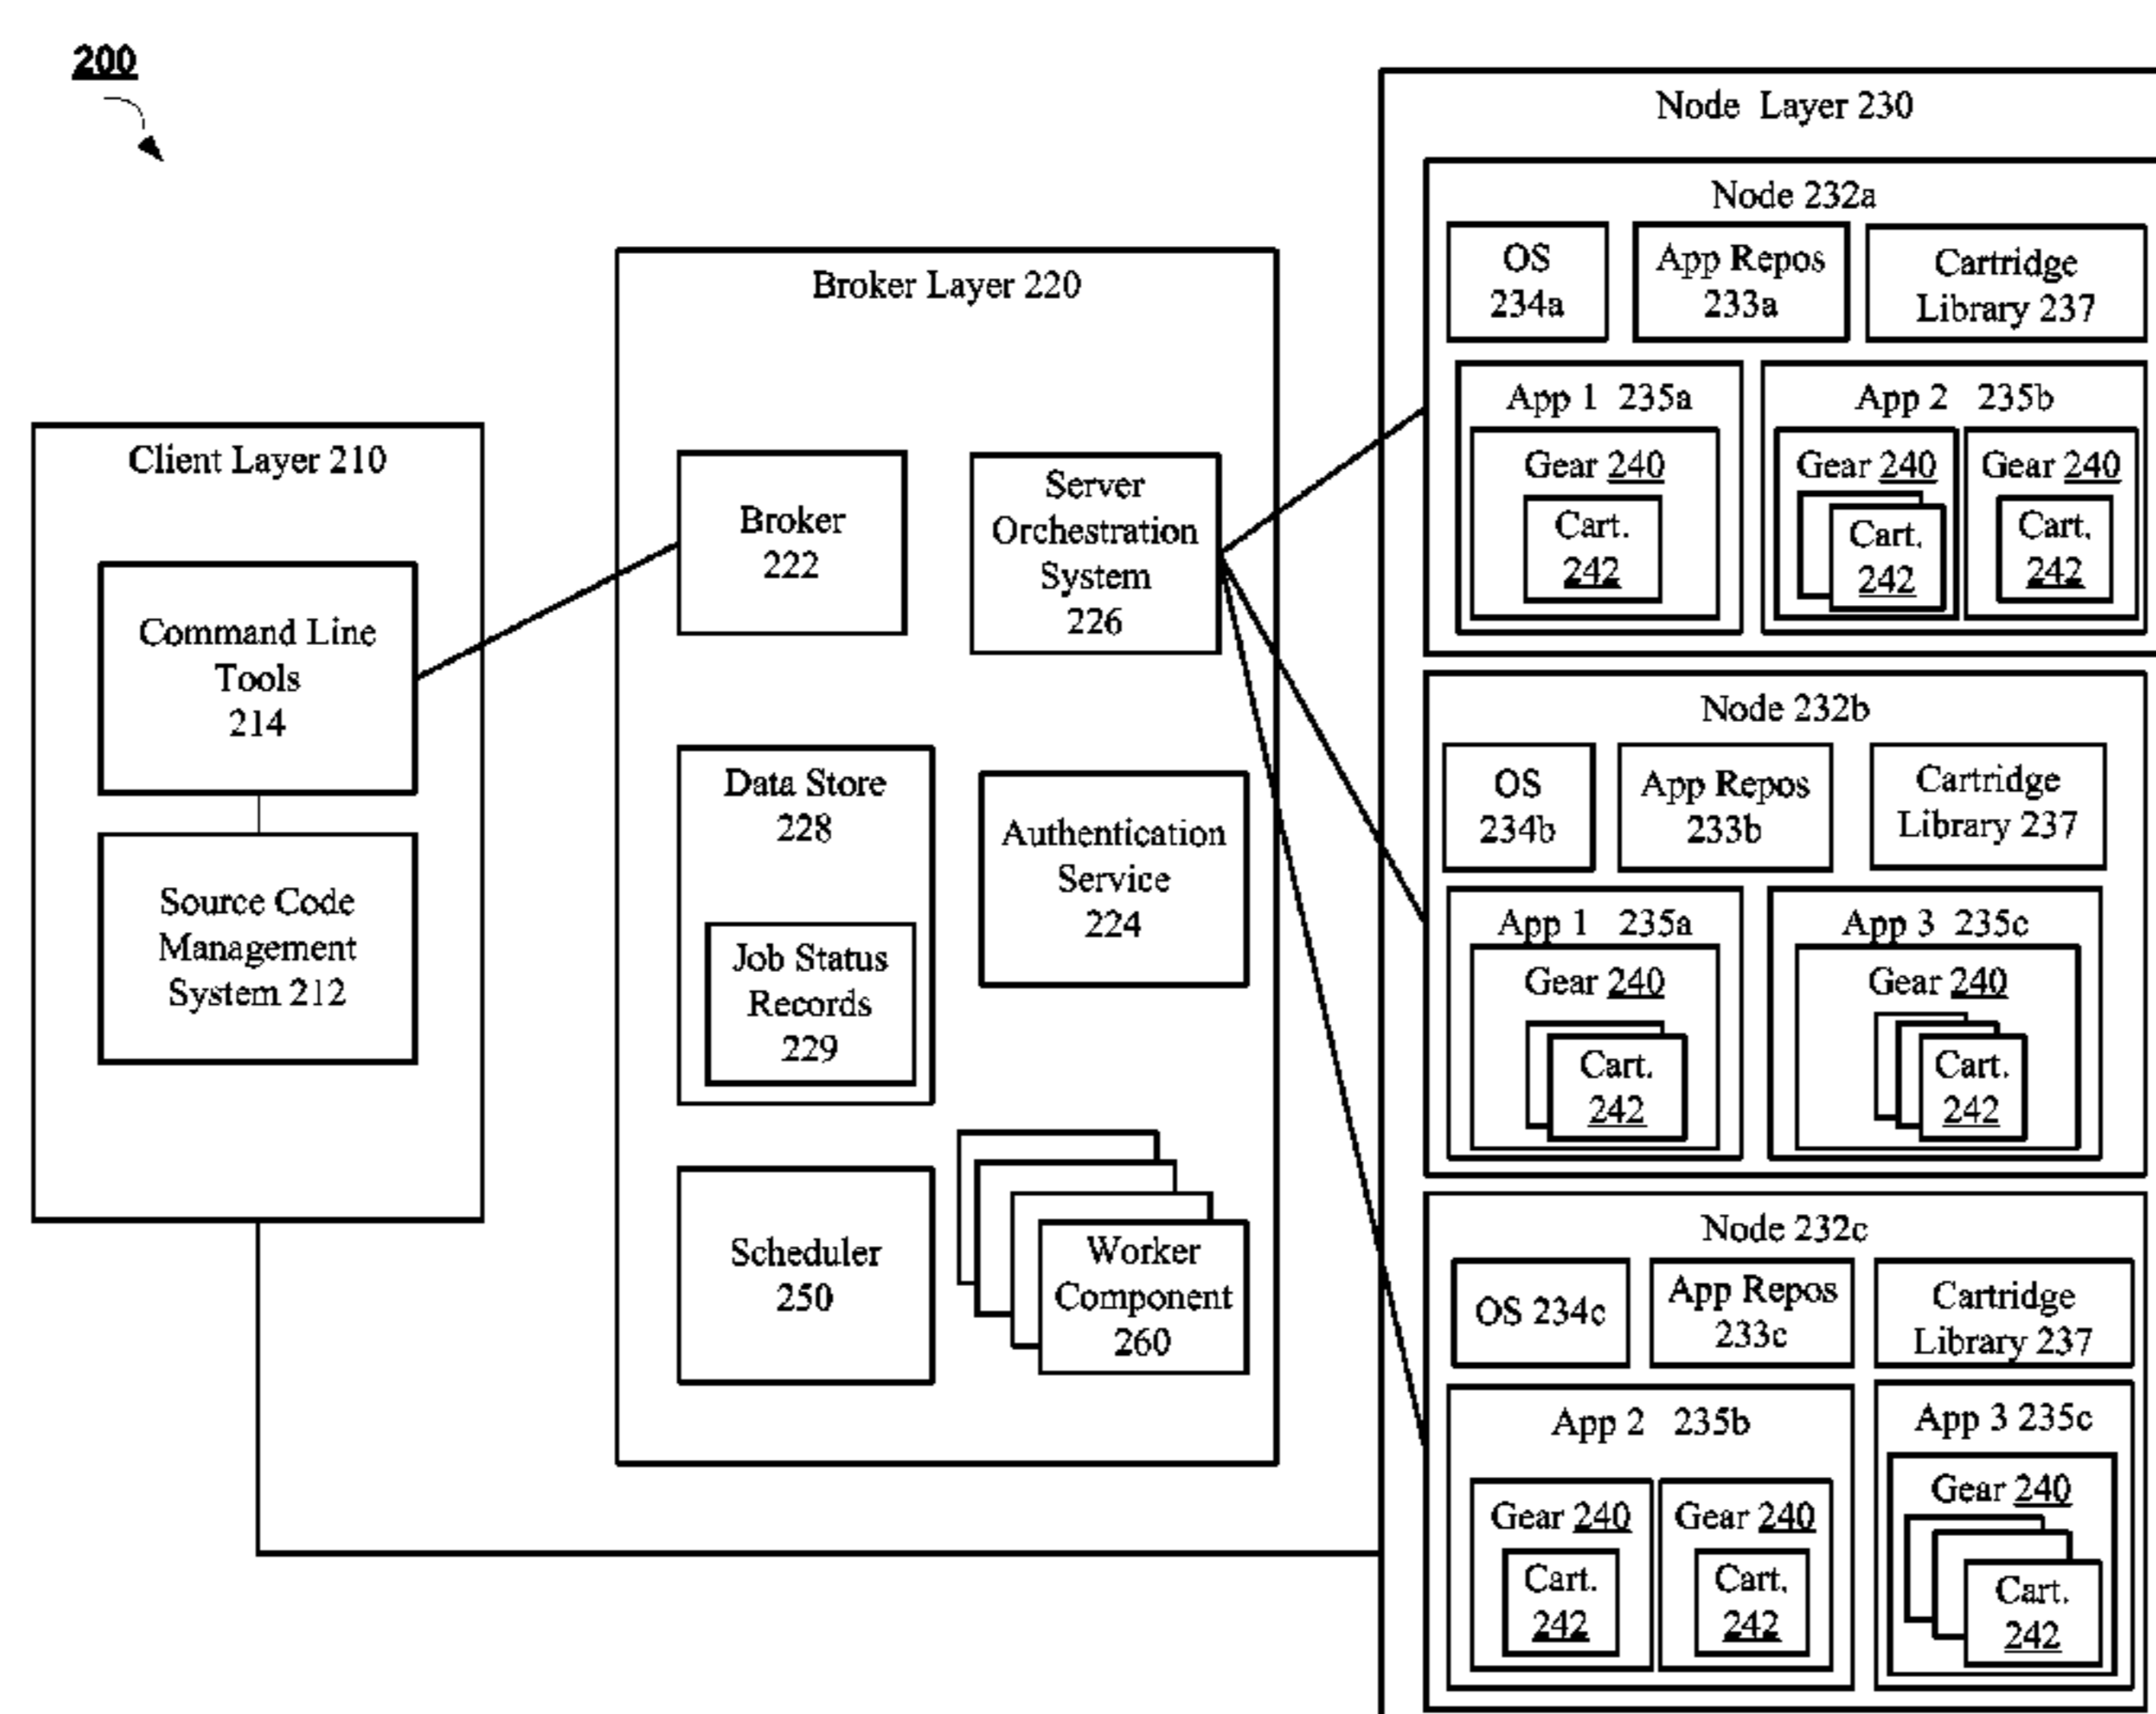 200
Client Layer 210
Command Line
Tools
214
Source Code
Management
System 212
Broker Layer 220
Broker
222
Server
Orchestration
System
226
Data Store
228
Job Status
Records
229
Authentication
Service
224
Scheduler
250
Worker
Component
260
Node Layer 230
Node 232a
OS
234a
App Repos
233a
Cartridge
Library 237
App 1 235a
Gear 240
Cart.
242
App 2 235b
Gear 240
Cart.
242
Gear 240
Cart.
242
Node 232b
OS
234b
App Repos
233b
Cartridge
Library 237
App 1 235a
Gear 240
Cart.
242
App 3 235c
Gear 240
Cart.
242
Node 232c
OS 234c
App Repos
233c
Cartridge
Library 237
App 2 235b
Gear 240
Cart.
242
Gear 240
Cart.
242
App 3 235c
Gear 240
Cart.
242